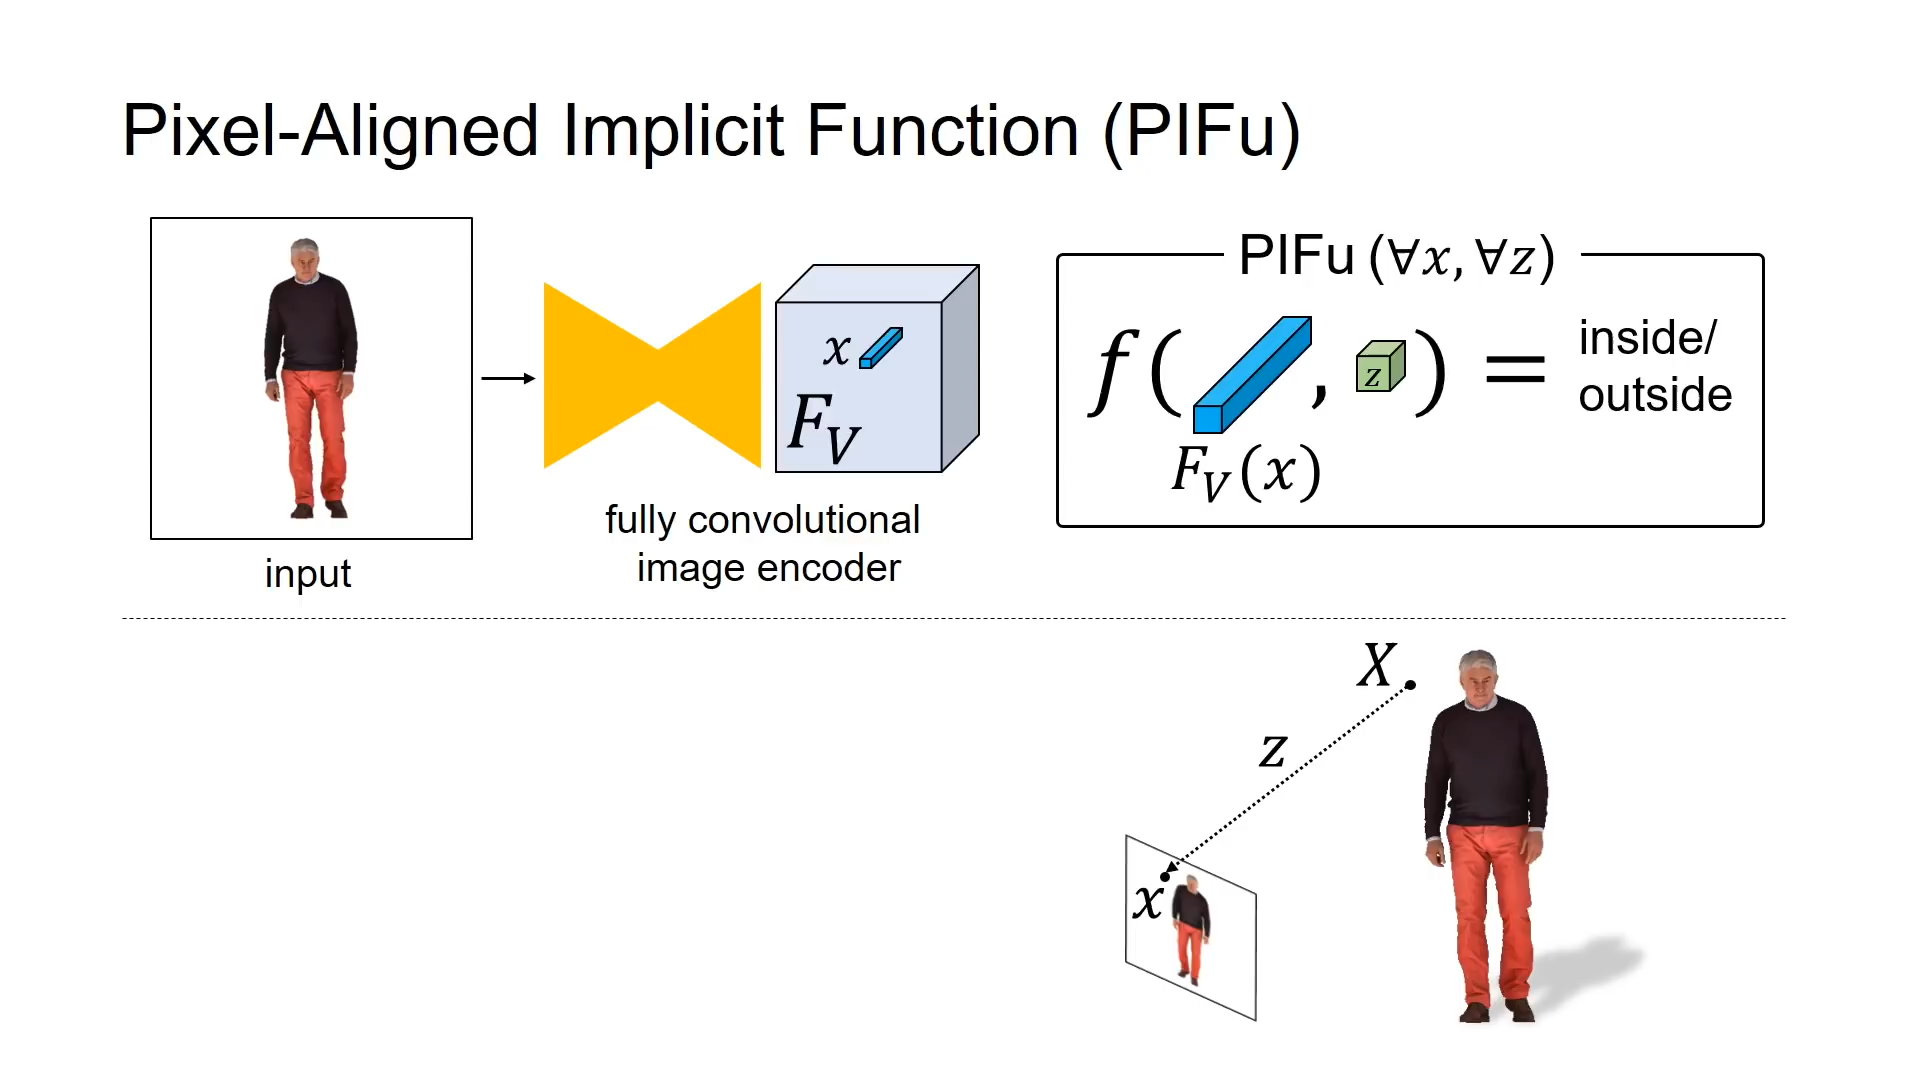 Pixel-Aligned Implicit Function (PIFu)
input
x
F_V
fully convolutional
image encoder
PIFu (∀x, ∀z)
f( , z ) = inside/
outside
F_V(x)
X
z
x